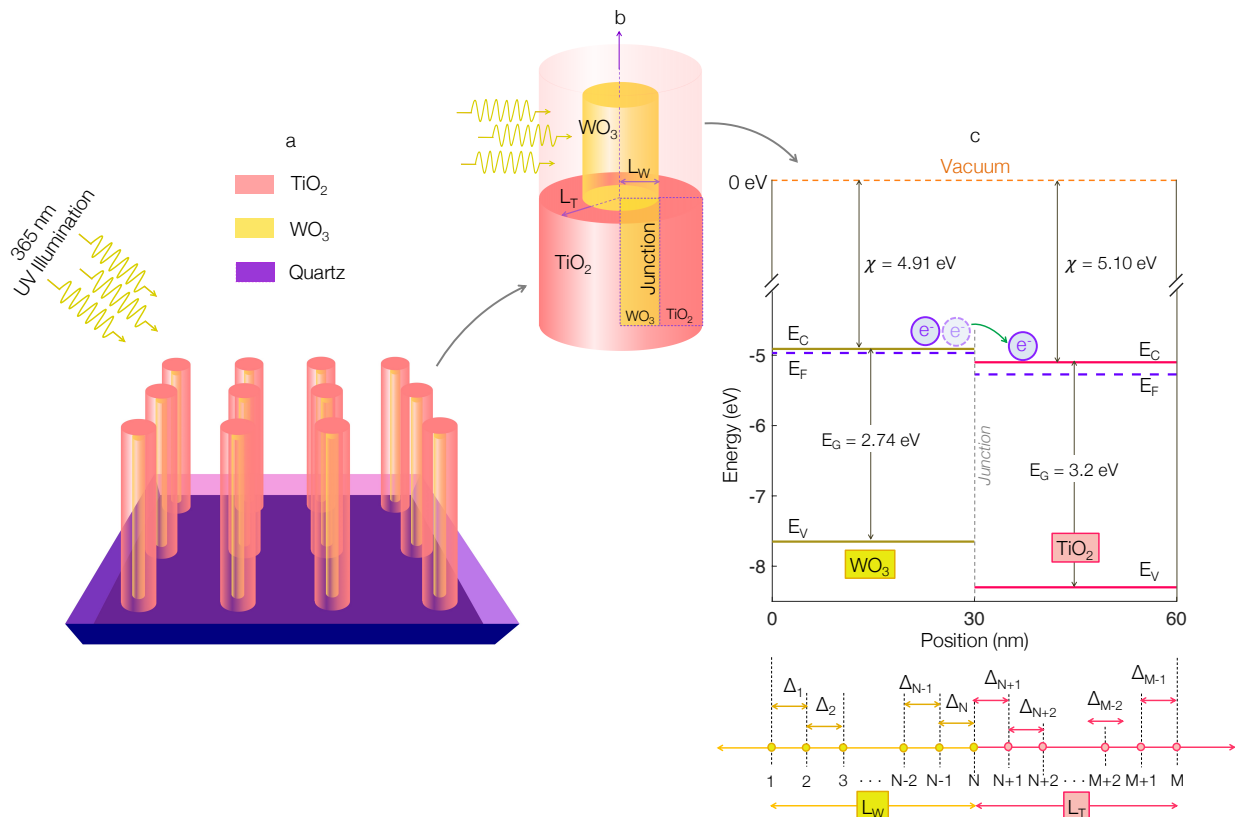 a
TiO2
WO3
Quartz
365 nm
UV Illumination
b
WO3
LW
LT
TiO2
Junction
WO3
TiO2
c
Vacuum
0 eV
χ = 4.91 eV
χ = 5.10 eV
e-
e-
e-
EC
EC
EF
EF
EG = 2.74 eV
EG = 3.2 eV
Junction
EV
EV
WO3
TiO2
Energy (eV)
-5
-6
-7
-8
0
30
60
Position (nm)
Δ1
Δ2
ΔN-1
ΔN
ΔN+1
ΔN+2
ΔM-2
ΔM-1
1 2 3 ··· N-2 N-1 N N+1 N+2 ··· M+2 M+1 M
LW
LT